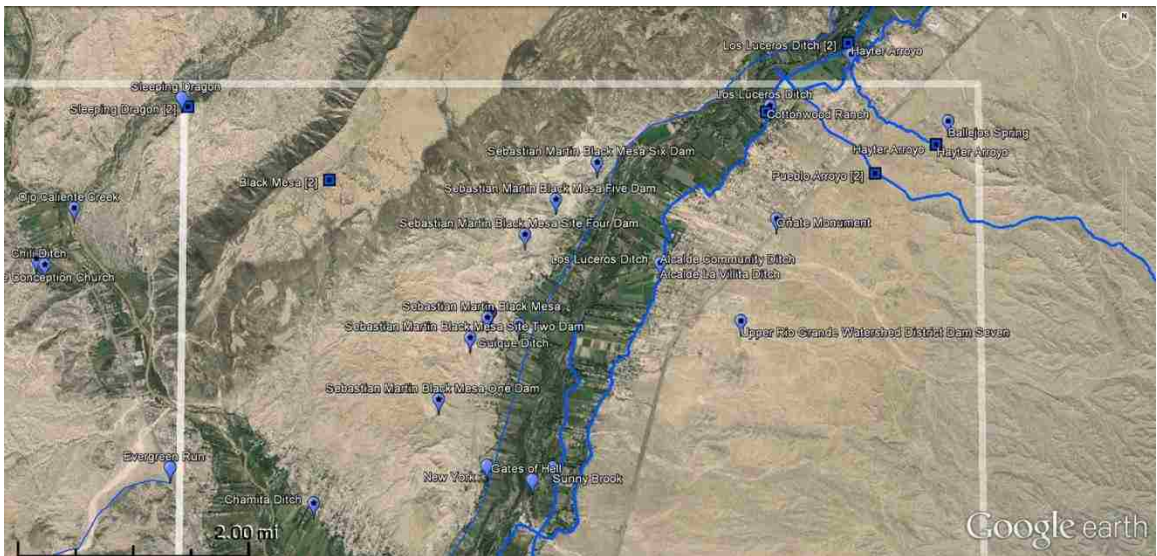 N
Los Luceros Ditch [2]
Hayter Arroyo
Sleeping Dragon
Sleeping Dragon [2]
Los Luceros Ditch
Cottonwood Ranch
Ballejos Spring
Hayter Arroyo
Hayter Arroyo
Sebastian Martin Black Mesa Six Dam
Pueblo Arroyo [2]
Black Mesa [2]
Sebastian Martin Black Mesa Five Dam
Ojo Caliente Creek
Sebastian Martin Black Mesa Site Four Dam
Oñate Monument
Chili Ditch
Los Luceros Ditch
Alcalde Community Ditch
Conception Church
Alcalde La Villita Ditch
Sebastian Martin Black Mesa
Sebastian Martin Black Mesa Site Two Dam
Upper Rio Grande Watershed District Dam Seven
Guique Ditch
Sebastian Martin Black Mesa One Dam
Evergreen Run
New York
Gates of Hell
Sunny Brook
Chamita Ditch
2.00 mi
Google earth